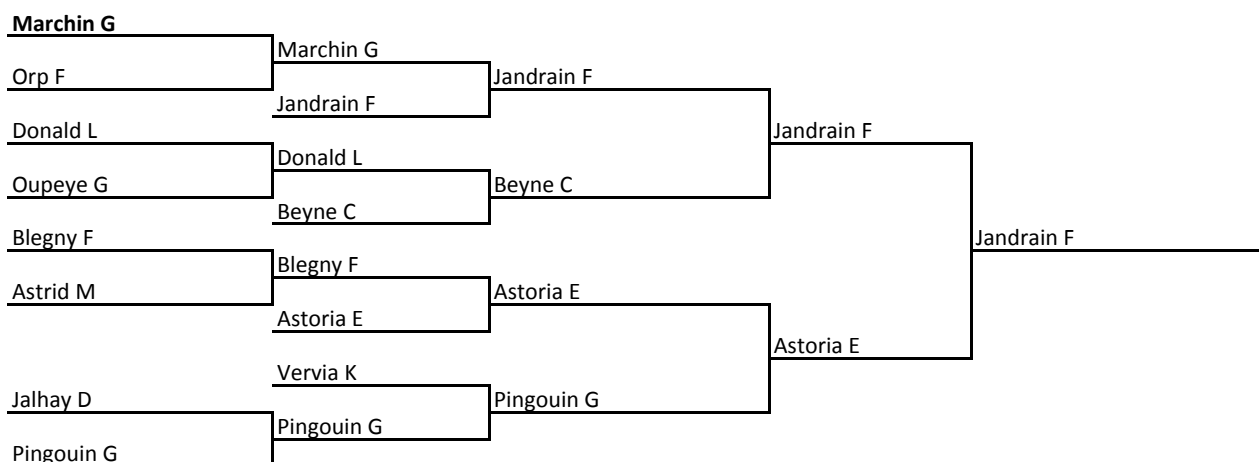 Marchin G
Marchin G
Orp F
Jandrain F
Jandrain F
Donald L
Jandrain F
Donald L
Oupeye G
Beyne C
Beyne C
Blegny F
Jandrain F
Blegny F
Astrid M
Astoria E
Astoria E
Astoria E
Vervia K
Jalhay D
Pingouin G
Pingouin G
Pingouin G